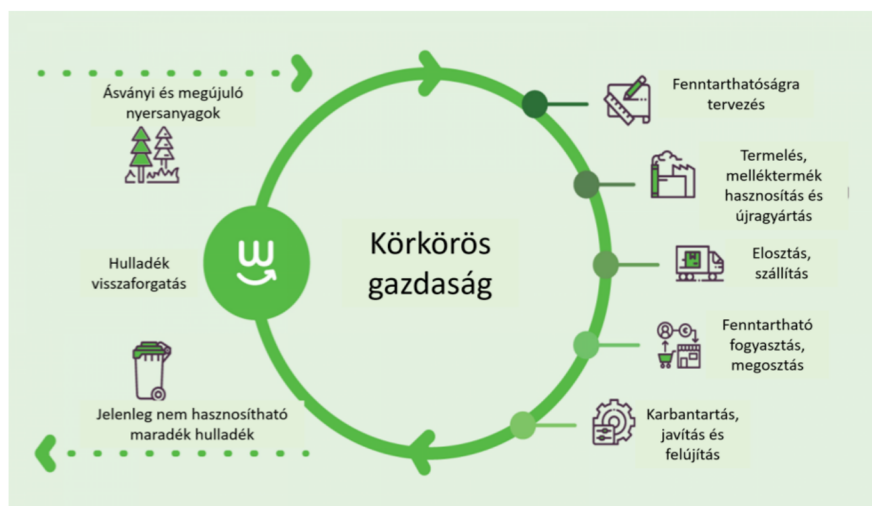 Ásványi és megújuló
nyersanyagok
Hulladék
visszaforgatás
Jelenleg nem hasznosítható
maradék hulladék
Körkörös
gazdaság
Fenntarthatóságra
tervezés
Termelés,
melléktermék
hasznosítás és
újragyártás
Elosztás,
szállítás
Fenntartható
fogyasztás,
megosztás
Karbantartás,
javítás és
felújítás